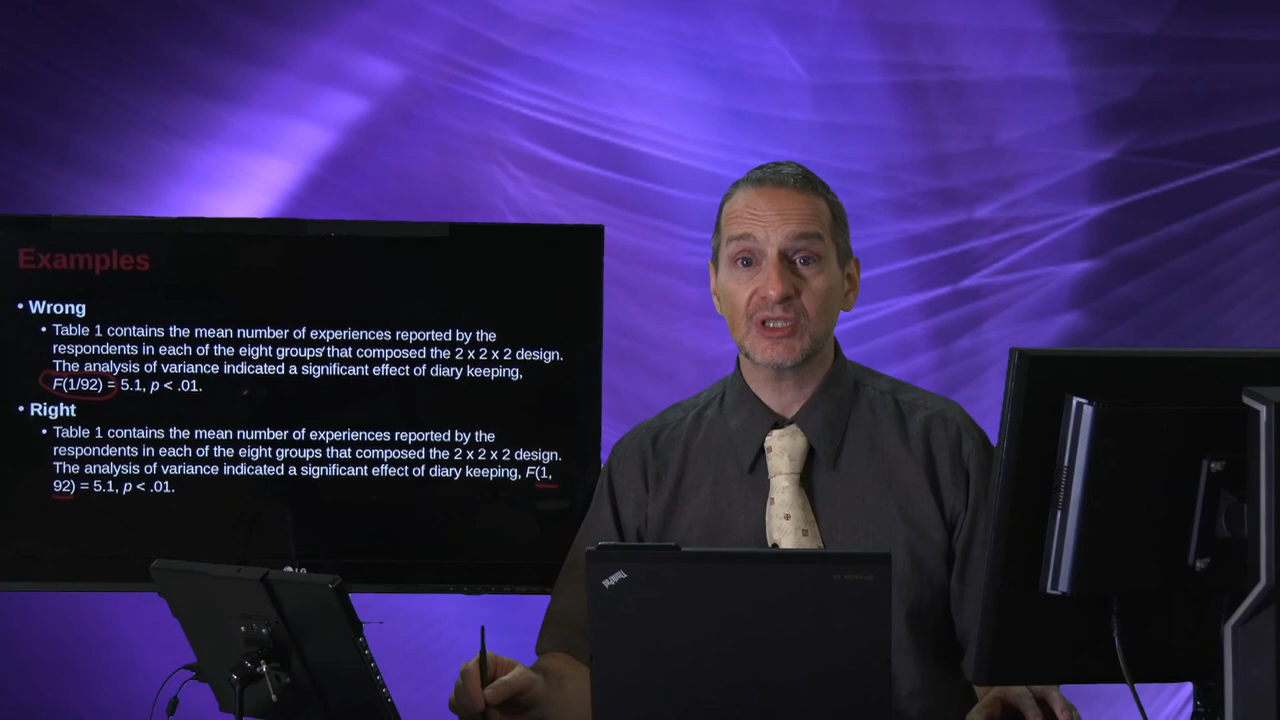 Examples
• Wrong
• Table 1 contains the mean number of experiences reported by the
respondents in each of the eight groups that composed the 2 x 2 x 2 design.
The analysis of variance indicated a significant effect of diary keeping,
F(1/92) = 5.1, p < .01.
• Right
• Table 1 contains the mean number of experiences reported by the
respondents in each of the eight groups that composed the 2 x 2 x 2 design.
The analysis of variance indicated a significant effect of diary keeping, F(1,
92) = 5.1, p < .01.
ThinkPad